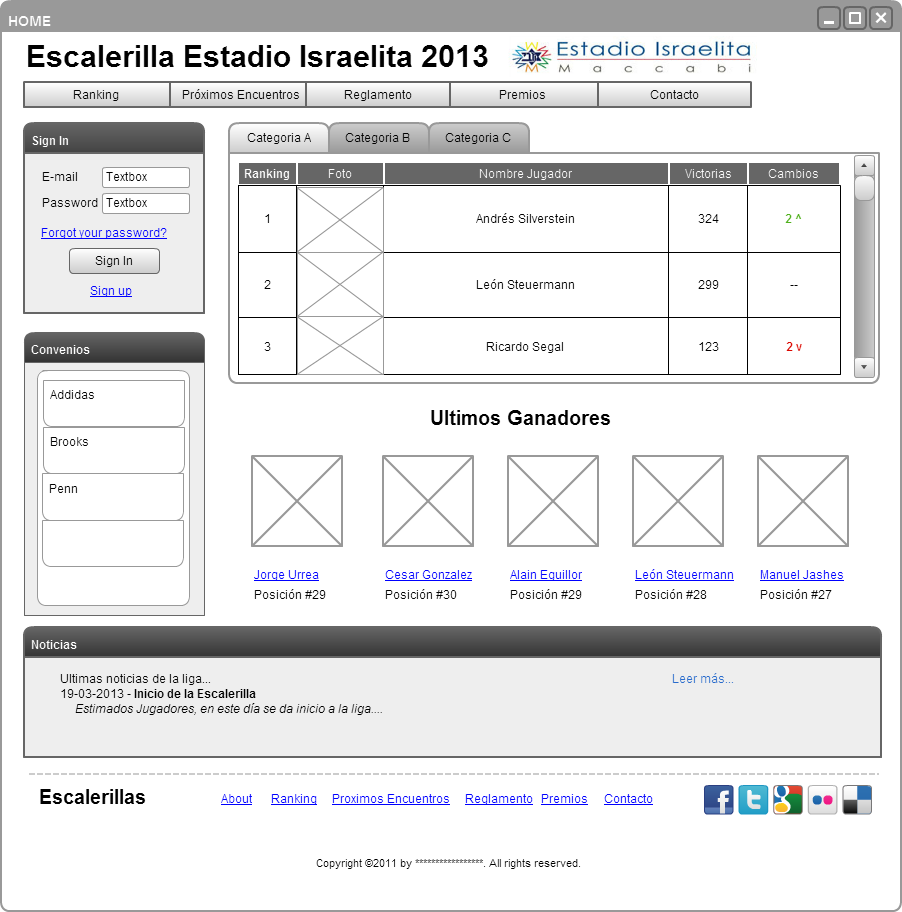 HOME
Escalerilla Estadio Israelita 2013
Estadio Israelita
Maccabi
Ranking Próximos Encuentros Reglamento Premios Contacto
Sign In
E-mail Textbox
Password Textbox
Forgot your password?
Sign In
Sign up
Categoria A Categoria B Categoria C
Ranking Foto Nombre Jugador Victorias Cambios
1 Andrés Silverstein 324 2 ^
2 León Steuermann 299 --
3 Ricardo Segal 123 2 v
Convenios
Addidas
Brooks
Penn
Ultimos Ganadores
Jorge Urrea Cesar Gonzalez Alain Eguillor León Steuermann Manuel Jashes
Posición #29 Posición #30 Posición #29 Posición #28 Posición #27
Noticias
Ultimas noticias de la liga... Leer más...
19-03-2013 - Inicio de la Escalerilla
Estimados Jugadores, en este día se da inicio a la liga....
Escalerillas About Ranking Proximos Encuentros Reglamento Premios Contacto
Copyright ©2011 by *****************. All rights reserved.